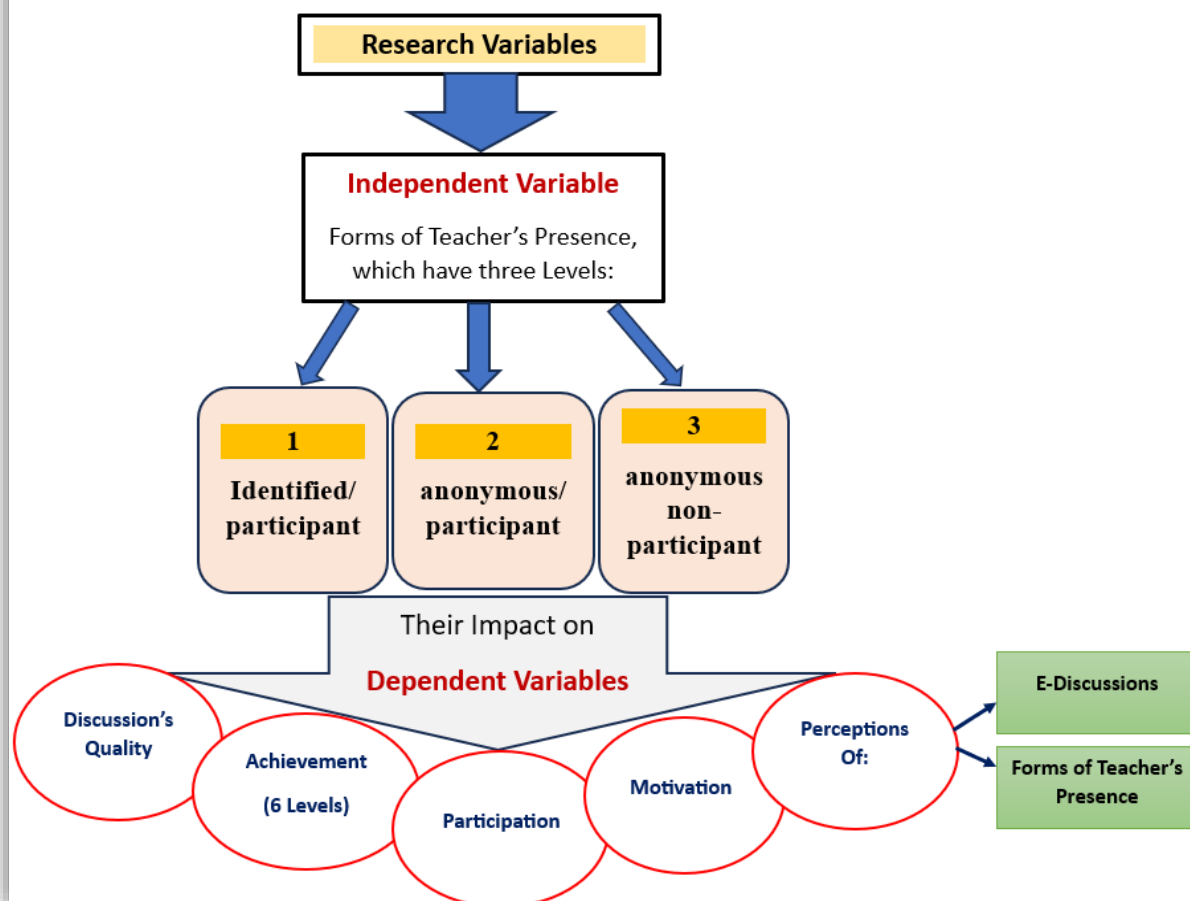 Research Variables
Independent Variable
Forms of Teacher’s Presence,
which have three Levels:
1
Identified/
participant
2
anonymous/
participant
3
anonymous
non-
participant
Their Impact on
Dependent Variables
Discussion’s
Quality
Achievement
(6 Levels)
Participation
Motivation
Perceptions
Of:
E-Discussions
Forms of Teacher’s
Presence